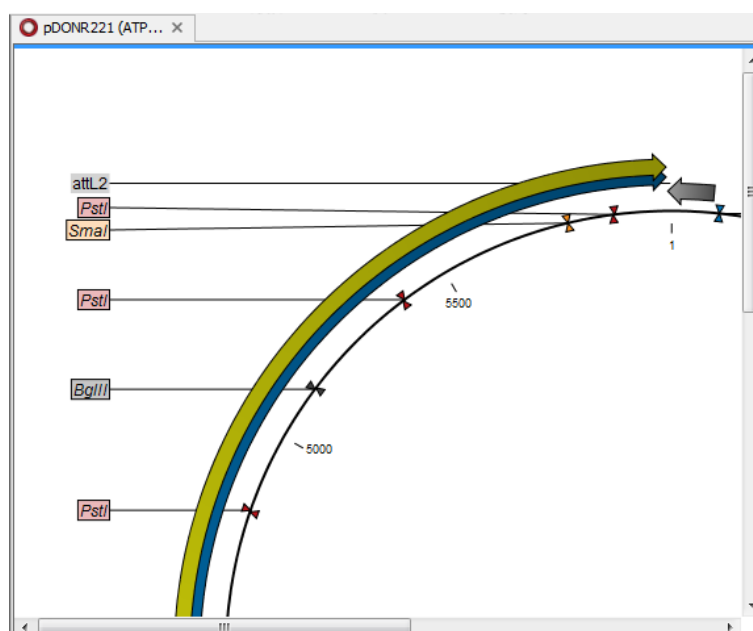 pDONR221 (ATP...
attL2
PstI
SmaI
1
PstI
5500
BglII
5000
PstI